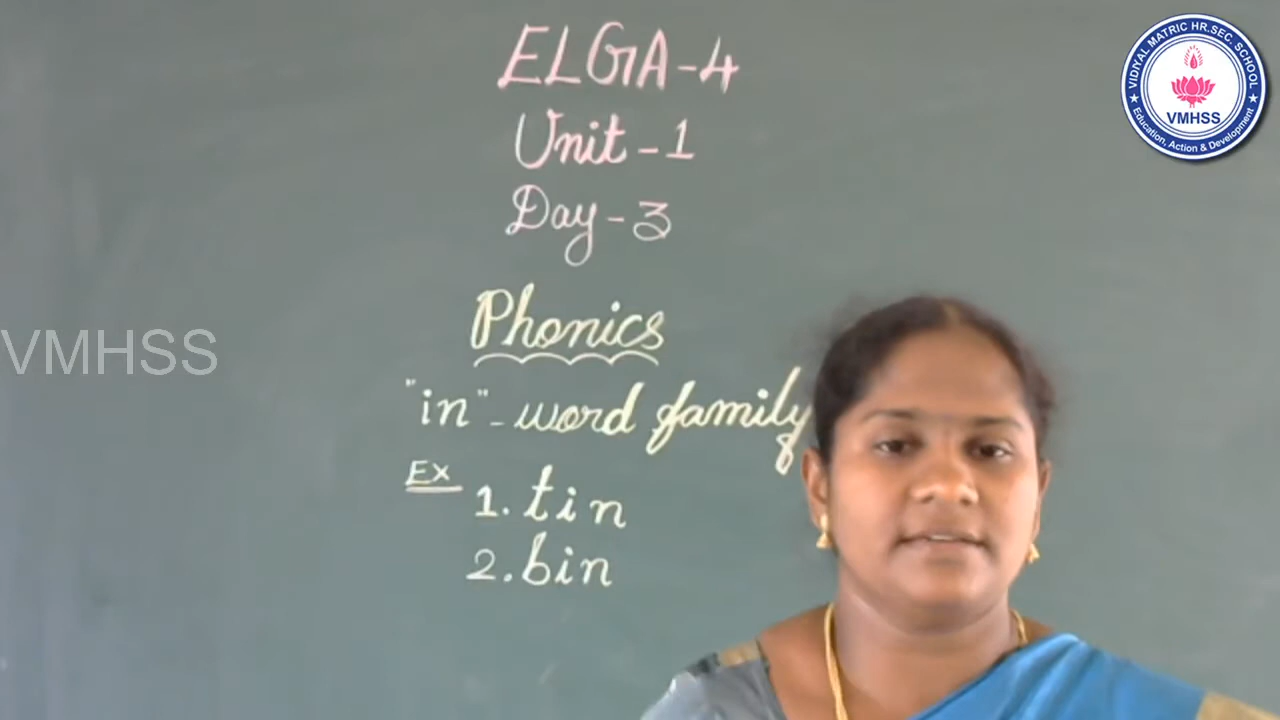 ELGA-4
Unit-1
Day-3
Phonics
"in"-word family
Ex
1. tin
2. bin
VMHSS
VIDIYAL MATRIC HR.SEC. SCHOOL
VMHSS
Education, Action & Development